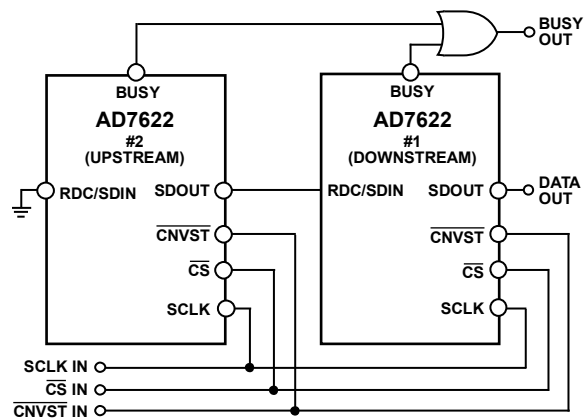 BUSY
OUT
BUSY
AD7622
#2
(UPSTREAM)
RDC/SDIN
SDOUT
CNVST
CS
SCLK
BUSY
AD7622
#1
(DOWNSTREAM)
RDC/SDIN
SDOUT
CNVST
CS
SCLK
DATA
OUT
SCLK IN
CS IN
CNVST IN